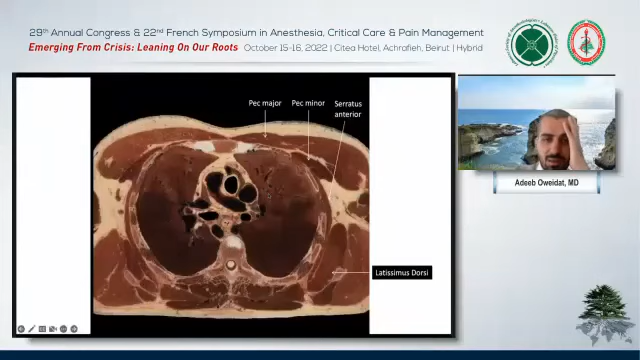 29th Annual Congress & 22nd French Symposium in Anesthesia, Critical Care & Pain Management
Emerging From Crisis: Leaning On Our Roots October 15-16, 2022 | Citea Hotel, Achrafieh, Beirut | Hybrid
Pec major Pec minor Serratus
anterior
Adeeb Oweidat, MD
Latissimus Dorsi